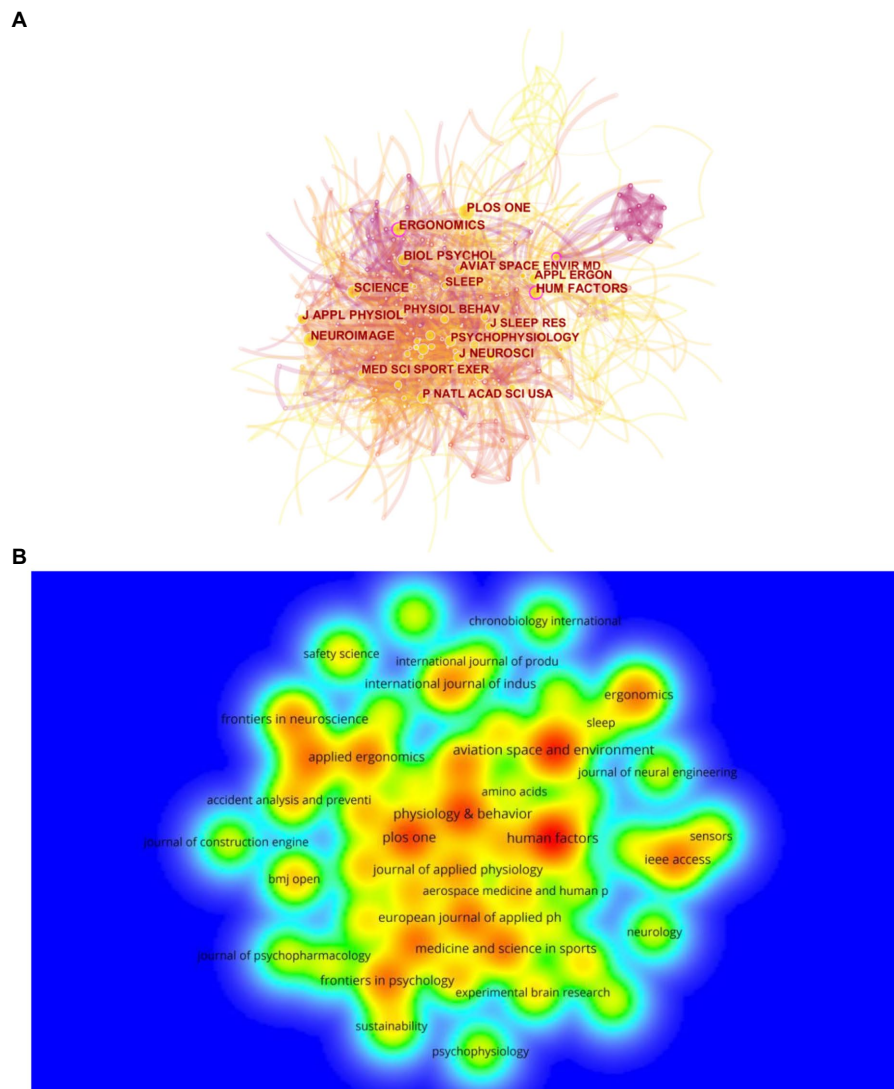 A
PLOS ONE
ERGONOMICS
BIOL PSYCHOL
AVIAT SPACE ENVIR MD
APPL ERGON
SLEEP
SCIENCE
HUM FACTORS
PHYSIOL BEHAV
J APPL PHYSIOL
J SLEEP RES
NEUROIMAGE
PSYCHOPHYSIOLOGY
J NEUROSCI
MED SCI SPORT EXER
P NATL ACAD SCI USA
B
chronobiology international
safety science
international journal of produ
international journal of indus
ergonomics
frontiers in neuroscience
sleep
aviation space and environment
applied ergonomics
journal of neural engineering
amino acids
accident analysis and preventi
physiology & behavior
sensors
plos one
human factors
journal of construction engine
ieee access
journal of applied physiology
bmj open
aerospace medicine and human p
european journal of applied ph
neurology
medicine and science in sports
journal of psychopharmacology
frontiers in psychology
experimental brain research
sustainability
psychophysiology